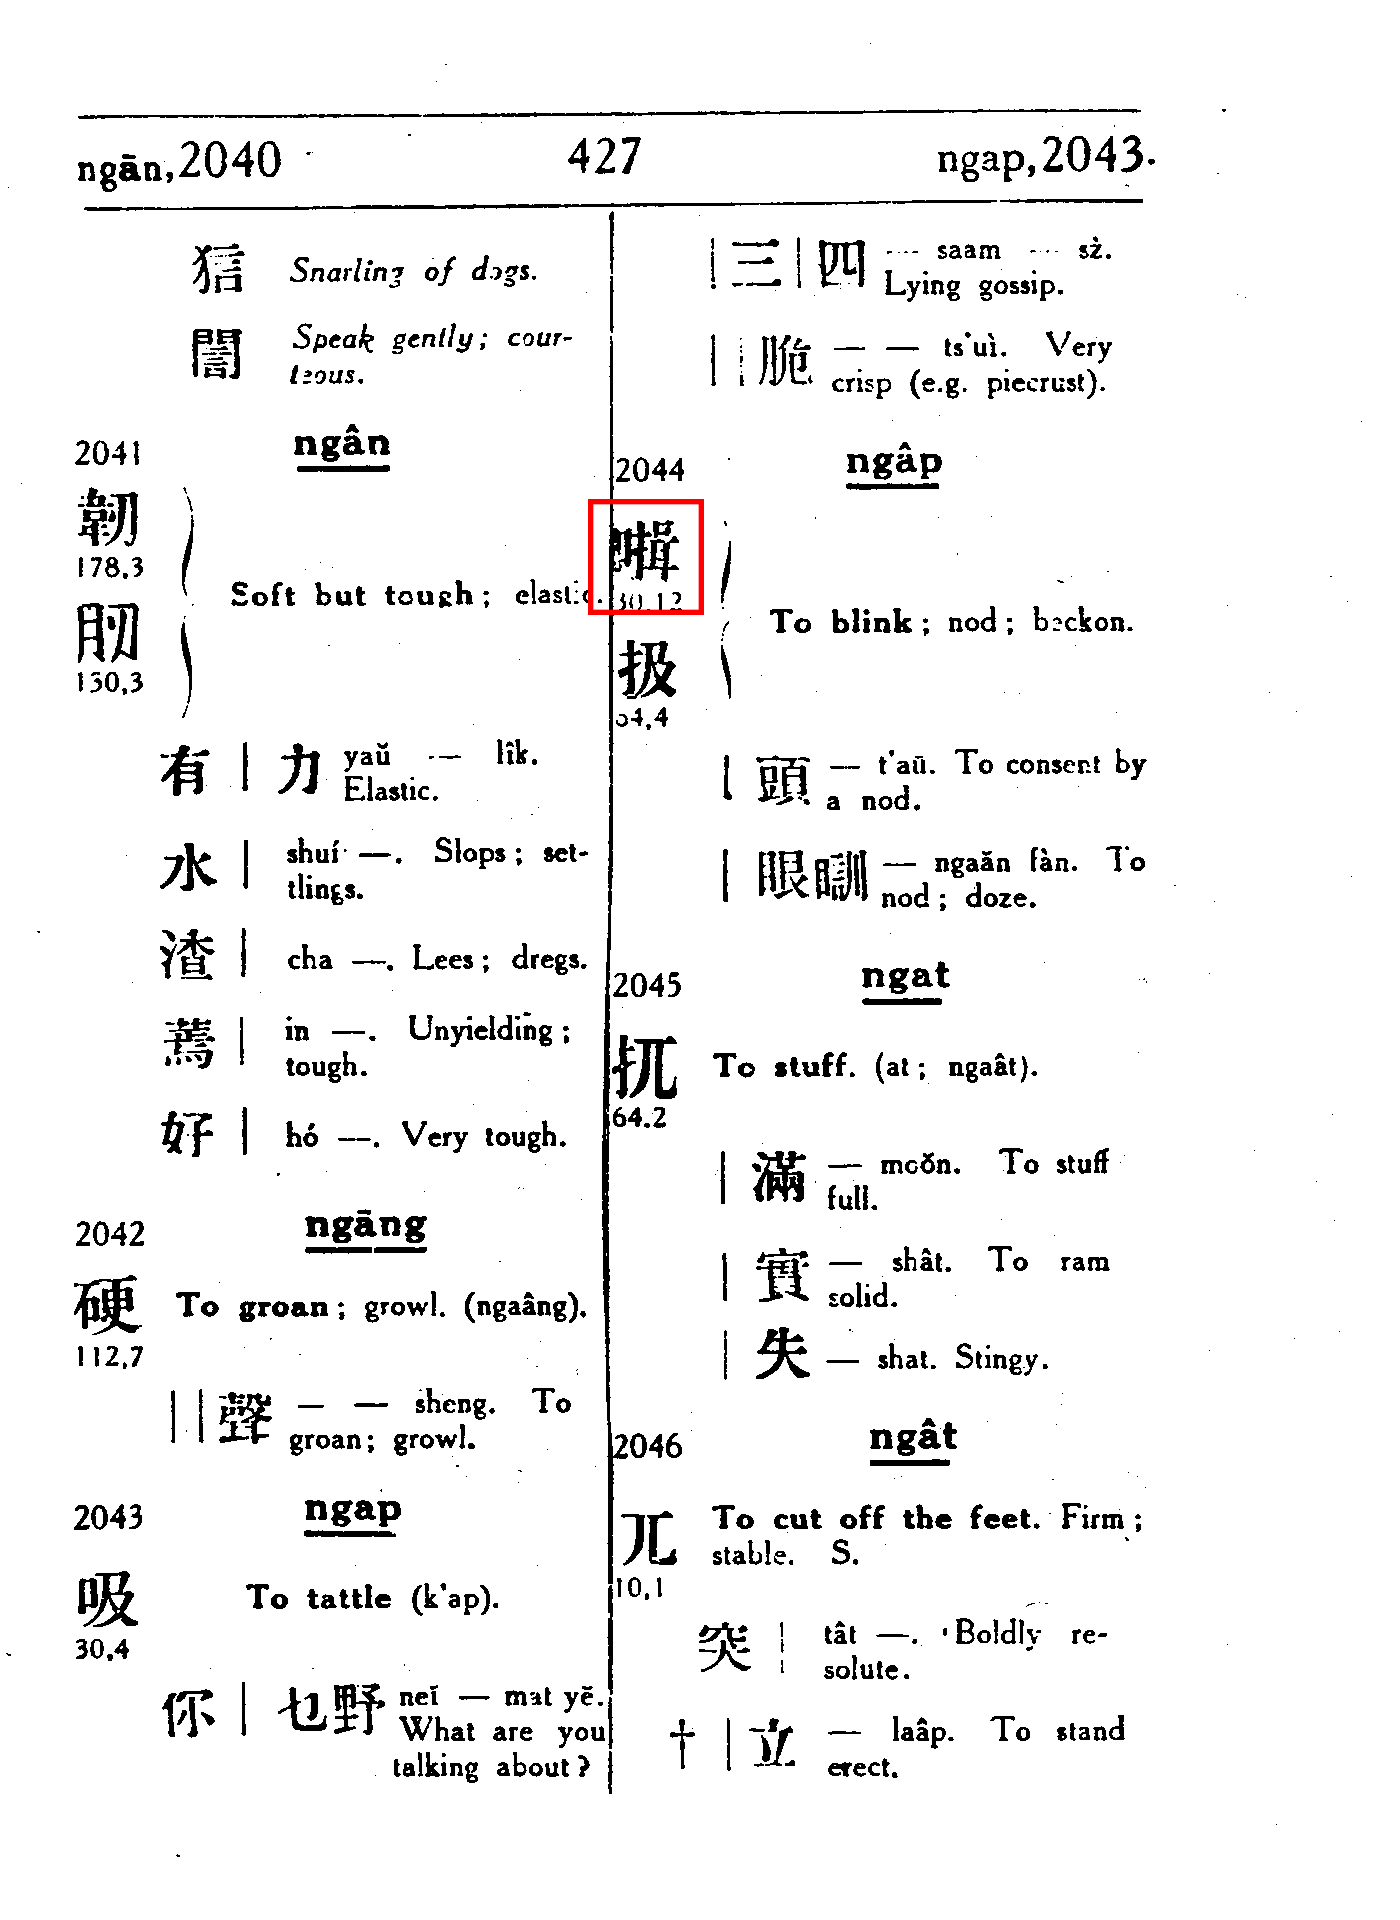 ngān, 2040
427
ngap, 2043.
狺 Snarling of dogs.
誾 Speak gently; cour-
teous.
2041 ngân
韌
178,3
肕
130,3
Soft but tough; elastic.
有 | 力 yaŭ — lîk.
Elastic.
水 | shuí —. Slops; set-
tlings.
渣 | cha —. Lees; dregs.
蔫 | in —. Unyielding;
tough.
好 | hó —. Very tough.
2042 ngāng
硬 To groan; growl. (ngaâng).
112,7
| | 聲 — — sheng. To
groan; growl.
2043 ngap
吸 To tattle (k'ap).
30,4
你 | 乜野 neĭ — mat yĕ.
What are you
talking about?
| 三 | 四 — saam — sż.
Lying gossip.
| | 脆 — — ts'uì. Very
crisp (e.g. piecrust).
2044 ngâp
30.12
扱
64,4
To blink; nod; beckon.
| 頭 — t'aū. To consent by
a nod.
| 眼瞓 — ngaăn fàn. To
nod; doze.
2045 ngat
扤 To stuff. (at; ngaât).
64.2
| 滿 — moŏn. To stuff
full.
| 實 — shât. To ram
solid.
| 失 — shat. Stingy.
2046 ngât
兀 To cut off the feet. Firm;
10,1
stable. S.
突 | tât —. Boldly re-
solute.
† | 立 — laâp. To stand
erect.